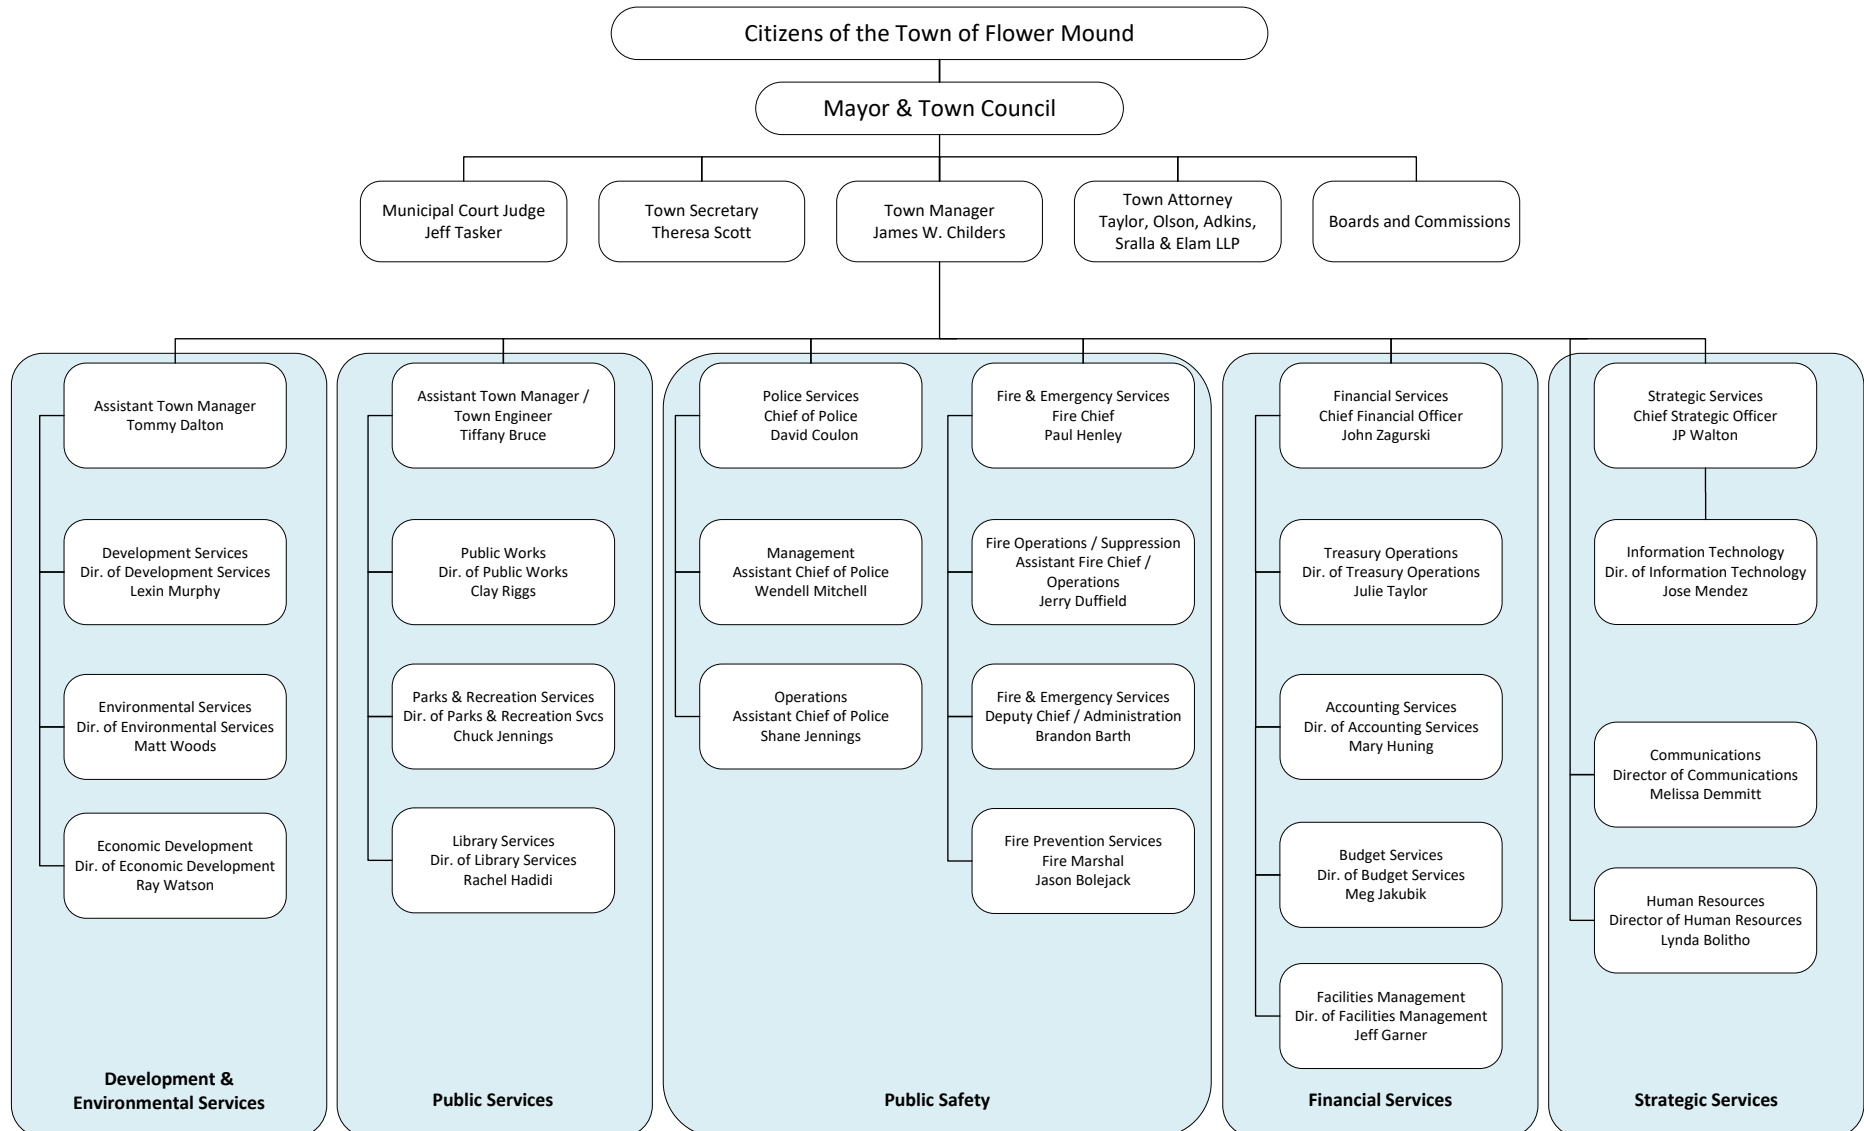 Citizens of the Town of Flower Mound
Mayor & Town Council
Municipal Court Judge
Jeff Tasker
Town Secretary
Theresa Scott
Town Manager
James W. Childers
Town Attorney
Taylor, Olson, Adkins,
Sralla & Elam LLP
Boards and Commissions
Assistant Town Manager
Tommy Dalton
Development Services
Dir. of Development Services
Lexin Murphy
Environmental Services
Dir. of Environmental Services
Matt Woods
Economic Development
Dir. of Economic Development
Ray Watson
Development &
Environmental Services
Assistant Town Manager /
Town Engineer
Tiffany Bruce
Public Works
Dir. of Public Works
Clay Riggs
Parks & Recreation Services
Dir. of Parks & Recreation Svcs
Chuck Jennings
Library Services
Dir. of Library Services
Rachel Hadidi
Public Services
Police Services
Chief of Police
David Coulon
Management
Assistant Chief of Police
Wendell Mitchell
Operations
Assistant Chief of Police
Shane Jennings
Fire & Emergency Services
Fire Chief
Paul Henley
Fire Operations / Suppression
Assistant Fire Chief /
Operations
Jerry Duffield
Fire & Emergency Services
Deputy Chief / Administration
Brandon Barth
Fire Prevention Services
Fire Marshal
Jason Bolejack
Public Safety
Financial Services
Chief Financial Officer
John Zagurski
Treasury Operations
Dir. of Treasury Operations
Julie Taylor
Accounting Services
Dir. of Accounting Services
Mary Huning
Budget Services
Dir. of Budget Services
Meg Jakubik
Facilities Management
Dir. of Facilities Management
Jeff Garner
Financial Services
Strategic Services
Chief Strategic Officer
JP Walton
Information Technology
Dir. of Information Technology
Jose Mendez
Communications
Director of Communications
Melissa Demmitt
Human Resources
Director of Human Resources
Lynda Bolitho
Strategic Services